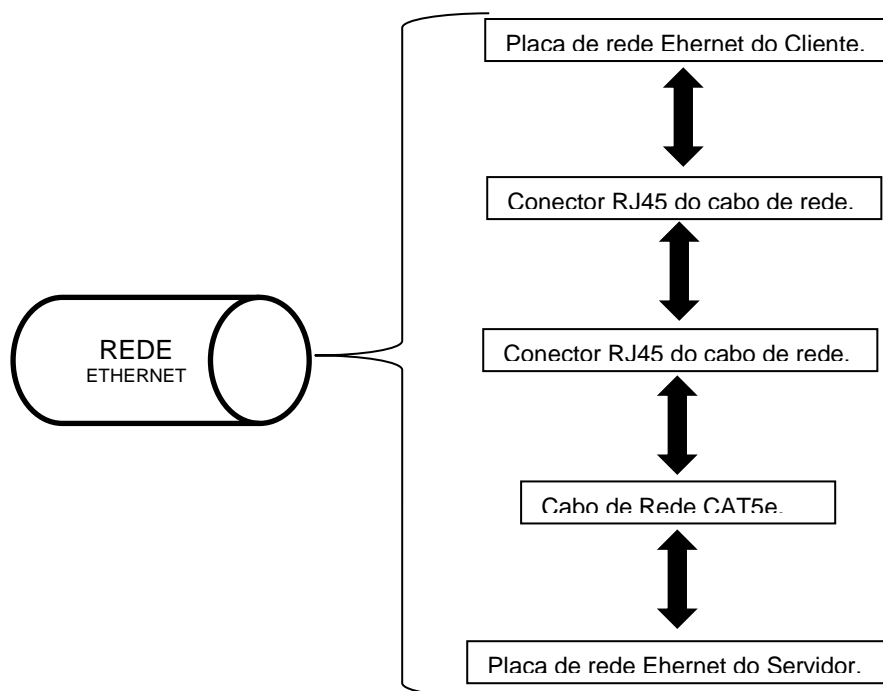 Placa de rede Ehernet do Cliente.
Conector RJ45 do cabo de rede.
REDE
ETHERNET
Conector RJ45 do cabo de rede.
Cabo de Rede CAT5e.
Placa de rede Ehernet do Servidor.